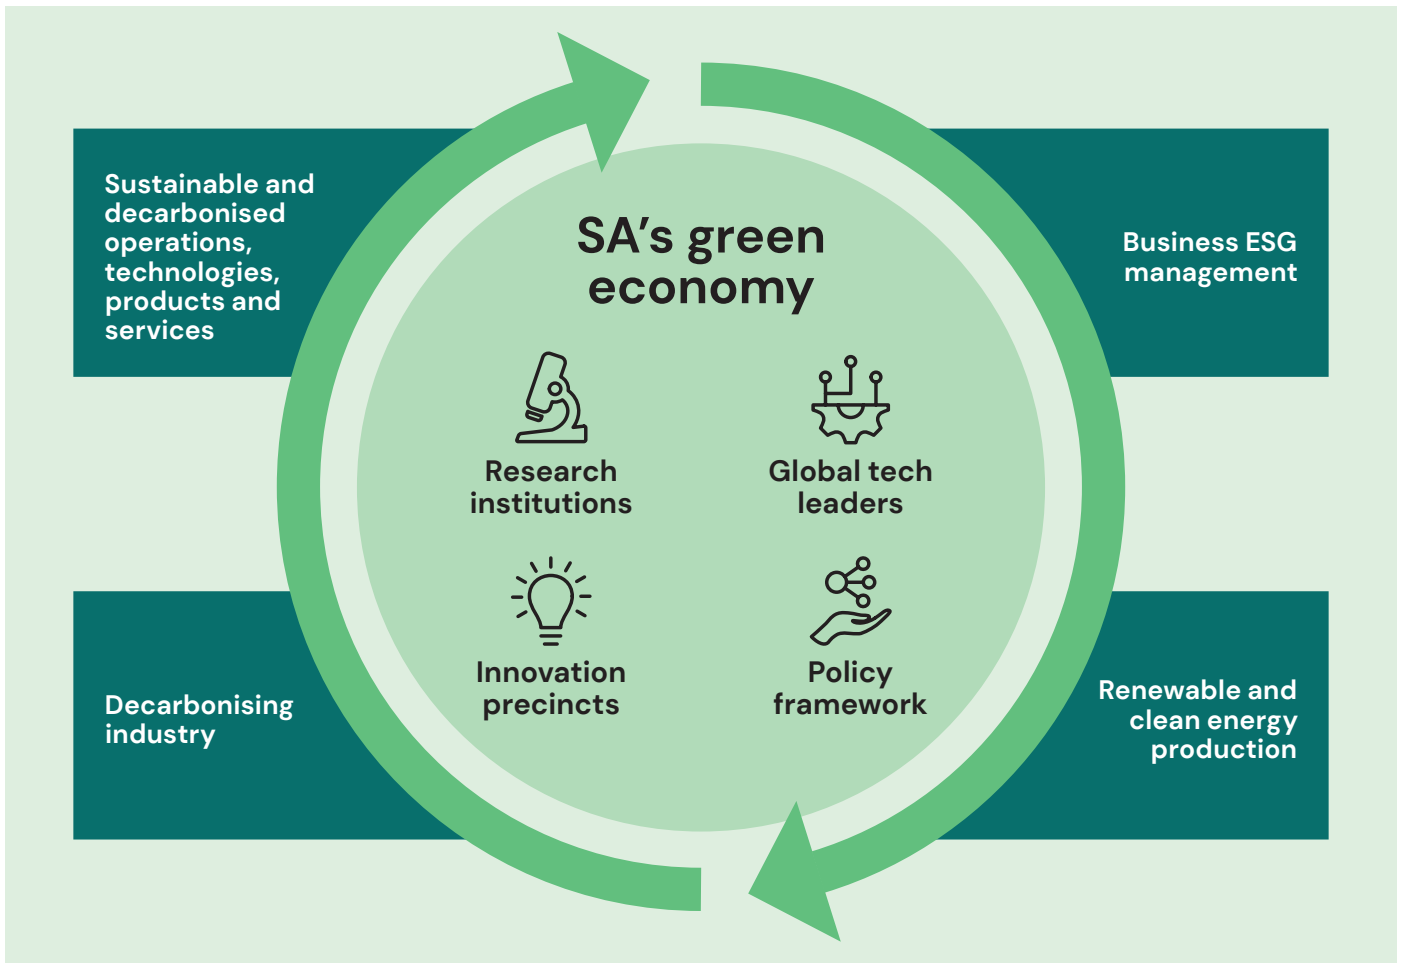 Sustainable and
decarbonised
operations,
technologies,
products and
services
SA’s green
economy
Business ESG
management
Research
institutions
Global tech
leaders
Innovation
precincts
Policy
framework
Decarbonising
industry
Renewable and
clean energy
production